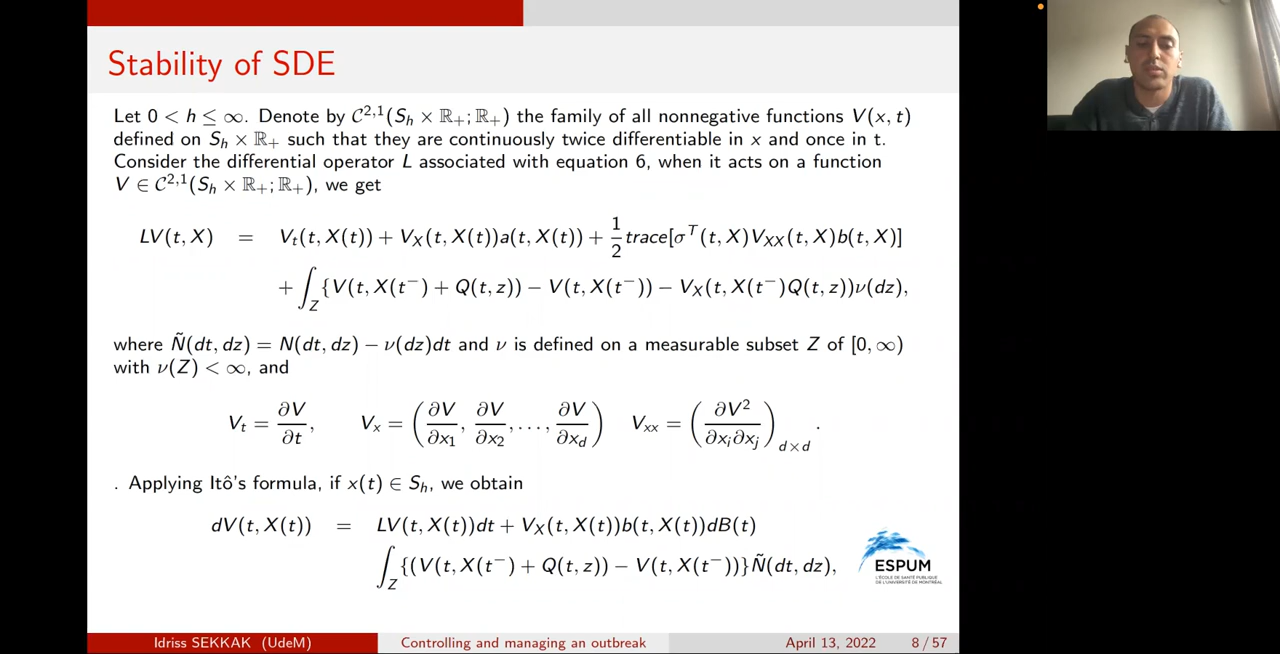 Stability of SDE
Let 0 < h ≤ ∞. Denote by 𝒞^{2,1}(S_h × ℝ₊; ℝ₊) the family of all nonnegative functions V(x, t)
defined on S_h × ℝ₊ such that they are continuously twice differentiable in x and once in t.
Consider the differential operator L associated with equation 6, when it acts on a function
V ∈ 𝒞^{2,1}(S_h × ℝ₊; ℝ₊), we get
LV(t, X) = V_t(t, X(t)) + V_X(t, X(t))a(t, X(t)) + 1/2 trace[σ^T(t, X)V_{XX}(t, X)b(t, X)]
+ ∫_Z {V(t, X(t⁻) + Q(t, z)) − V(t, X(t⁻)) − V_X(t, X(t⁻)Q(t, z))ν(dz),
where Ñ(dt, dz) = N(dt, dz) − ν(dz)dt and ν is defined on a measurable subset Z of [0, ∞)
with ν(Z) < ∞, and
V_t = ∂V/∂t, V_x = (∂V/∂x_1, ∂V/∂x_2, . . . , ∂V/∂x_d) V_{xx} = (∂V²/∂x_i∂x_j)_{d×d} .
. Applying Itô's formula, if x(t) ∈ S_h, we obtain
dV(t, X(t)) = LV(t, X(t))dt + V_X(t, X(t))b(t, X(t))dB(t)
∫_Z {(V(t, X(t⁻) + Q(t, z)) − V(t, X(t⁻))}Ñ(dt, dz),
ESPUM
L'ÉCOLE DE SANTÉ PUBLIQUE
DE L'UNIVERSITÉ DE MONTRÉAL
Idriss SEKKAK (UdeM) Controlling and managing an outbreak April 13, 2022 8 / 57